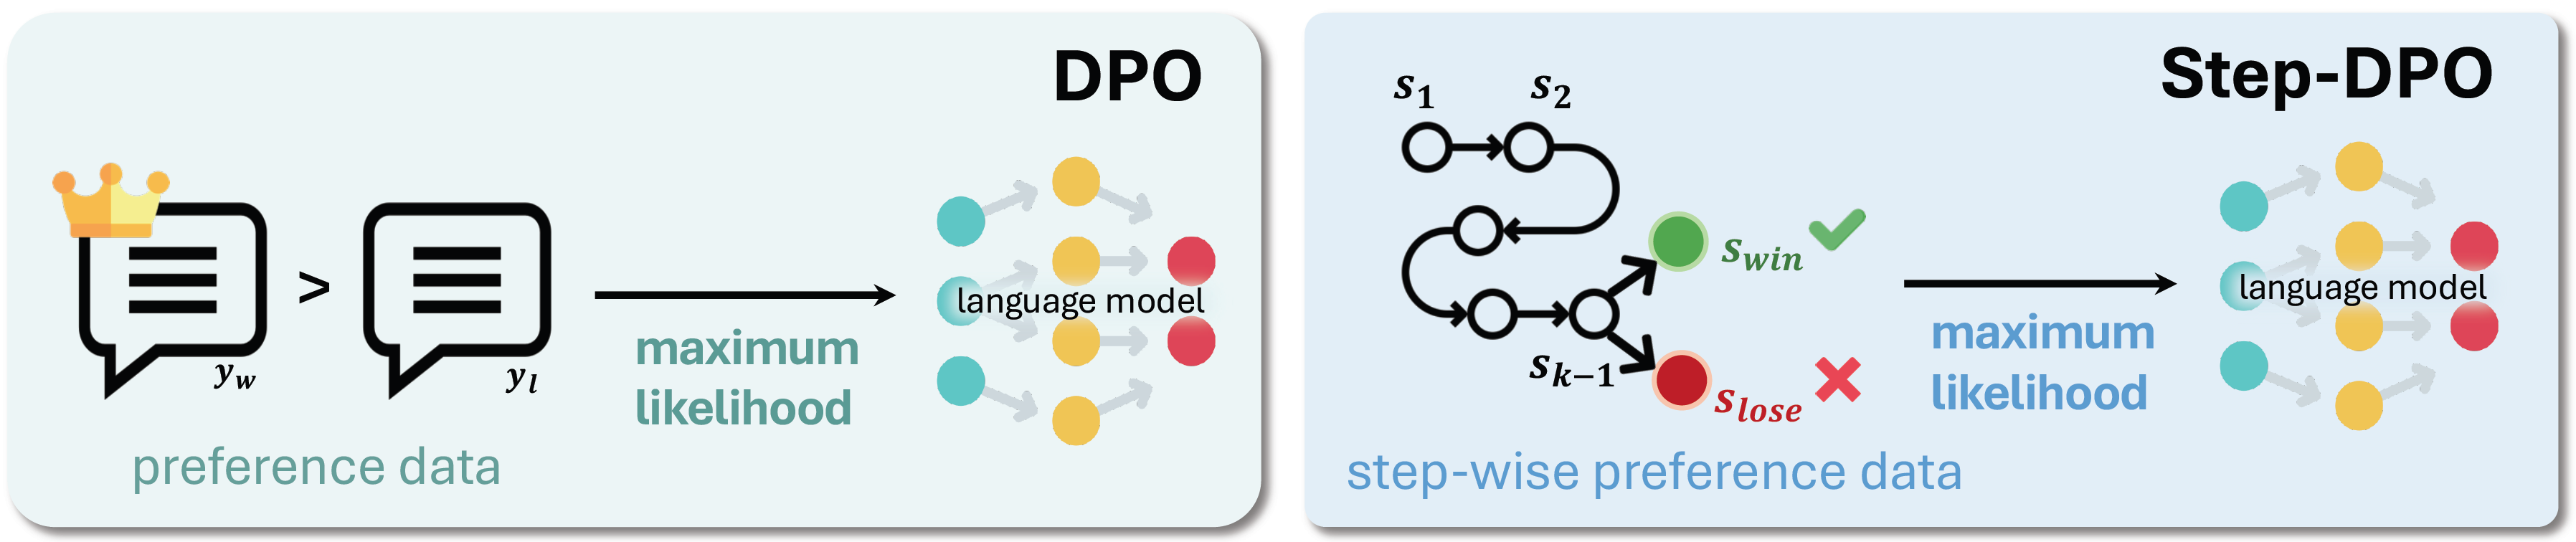 DPO
>
y_w
y_l
maximum
likelihood
language model
preference data
Step-DPO
s_1
s_2
s_{k-1}
s_{win}
s_{lose}
maximum
likelihood
language model
step-wise preference data